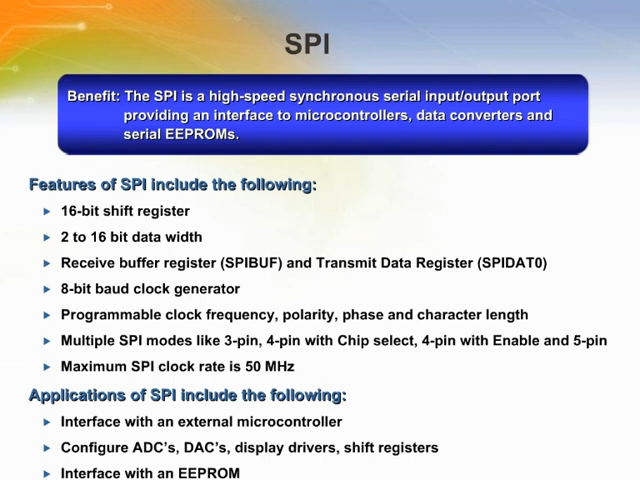 SPI
Benefit: The SPI is a high-speed synchronous serial input/output port
providing an interface to microcontrollers, data converters and
serial EEPROMs.
Features of SPI include the following:
16-bit shift register
2 to 16 bit data width
Receive buffer register (SPIBUF) and Transmit Data Register (SPIDAT0)
8-bit baud clock generator
Programmable clock frequency, polarity, phase and character length
Multiple SPI modes like 3-pin, 4-pin with Chip select, 4-pin with Enable and 5-pin
Maximum SPI clock rate is 50 MHz
Applications of SPI include the following:
Interface with an external microcontroller
Configure ADC's, DAC's, display drivers, shift registers
Interface with an EEPROM